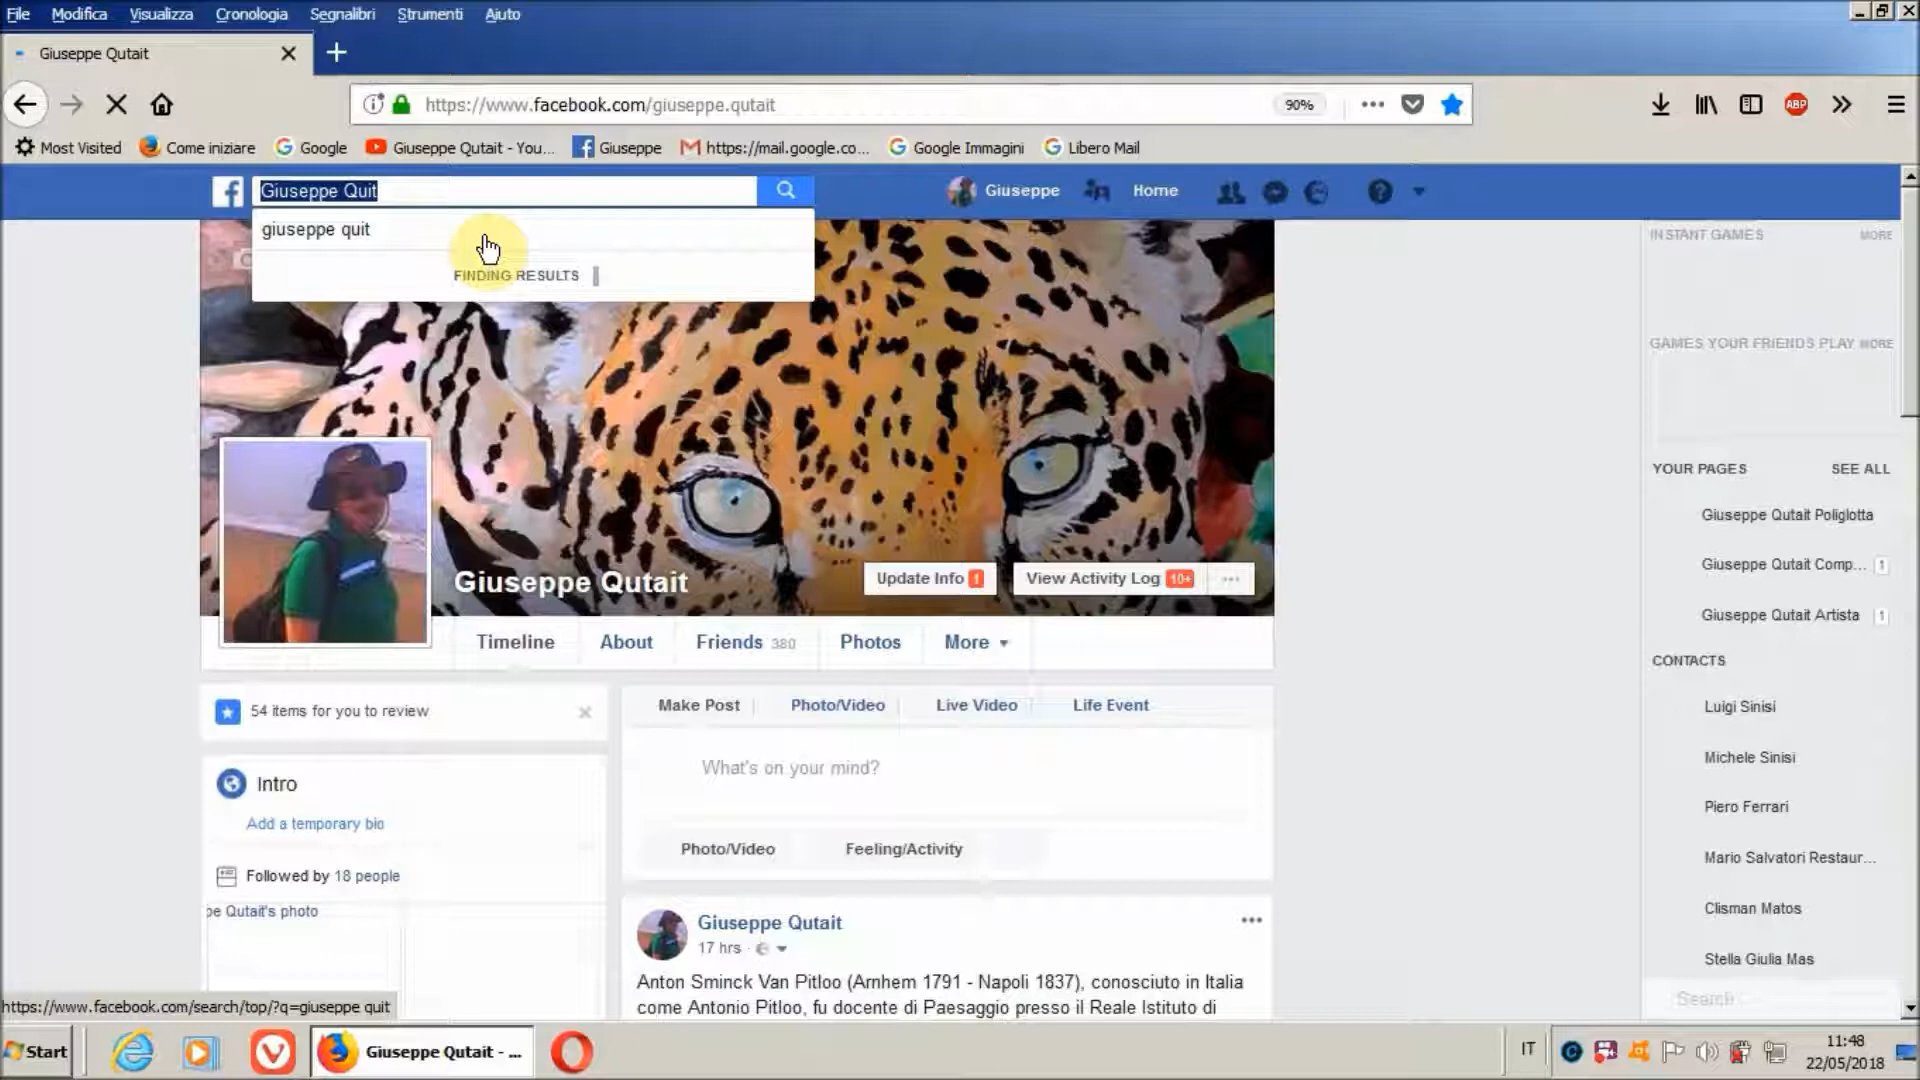 File Modifica Visualizza Cronologia Segnalibri Strumenti Aiuto
Giuseppe Qutait
https://www.facebook.com/giuseppe.qutait 90% ABP
Most Visited Come iniziare Google Giuseppe Qutait - You... Giuseppe https://mail.google.co... Google Immagini Libero Mail
Giuseppe Quit Giuseppe Home
giuseppe quit
FINDING RESULTS
INSTANT GAMES MORE
GAMES YOUR FRIENDS PLAY MORE
YOUR PAGES SEE ALL
Giuseppe Qutait Poliglotta
Giuseppe Qutait Comp... 1
Giuseppe Qutait Artista 1
CONTACTS
Luigi Sinisi
Michele Sinisi
Piero Ferrari
Mario Salvatori Restaur...
Clisman Matos
Stella Giulia Mas
Search
Giuseppe Qutait Update Info 1 View Activity Log 10+
Timeline About Friends 380 Photos More
54 items for you to review
Intro
Add a temporary bio
Followed by 18 people
pe Qutait's photo
Make Post Photo/Video Live Video Life Event
What's on your mind?
Photo/Video Feeling/Activity
Giuseppe Qutait
17 hrs
Anton Sminck Van Pitloo (Arnhem 1791 - Napoli 1837), conosciuto in Italia
come Antonio Pitloo, fu docente di Paesaggio presso il Reale Istituto di
https://www.facebook.com/search/top/?q=giuseppe quit
Start Giuseppe Qutait - ... IT 11:48
22/05/2018